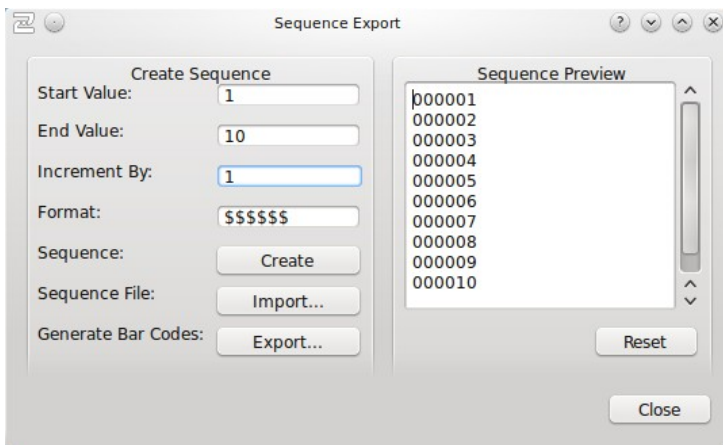 Sequence Export
Create Sequence
Start Value: 1
End Value: 10
Increment By: 1
Format: $$$$$$
Sequence: Create
Sequence File: Import...
Generate Bar Codes: Export...
Sequence Preview
000001
000002
000003
000004
000005
000006
000007
000008
000009
000010
Reset
Close